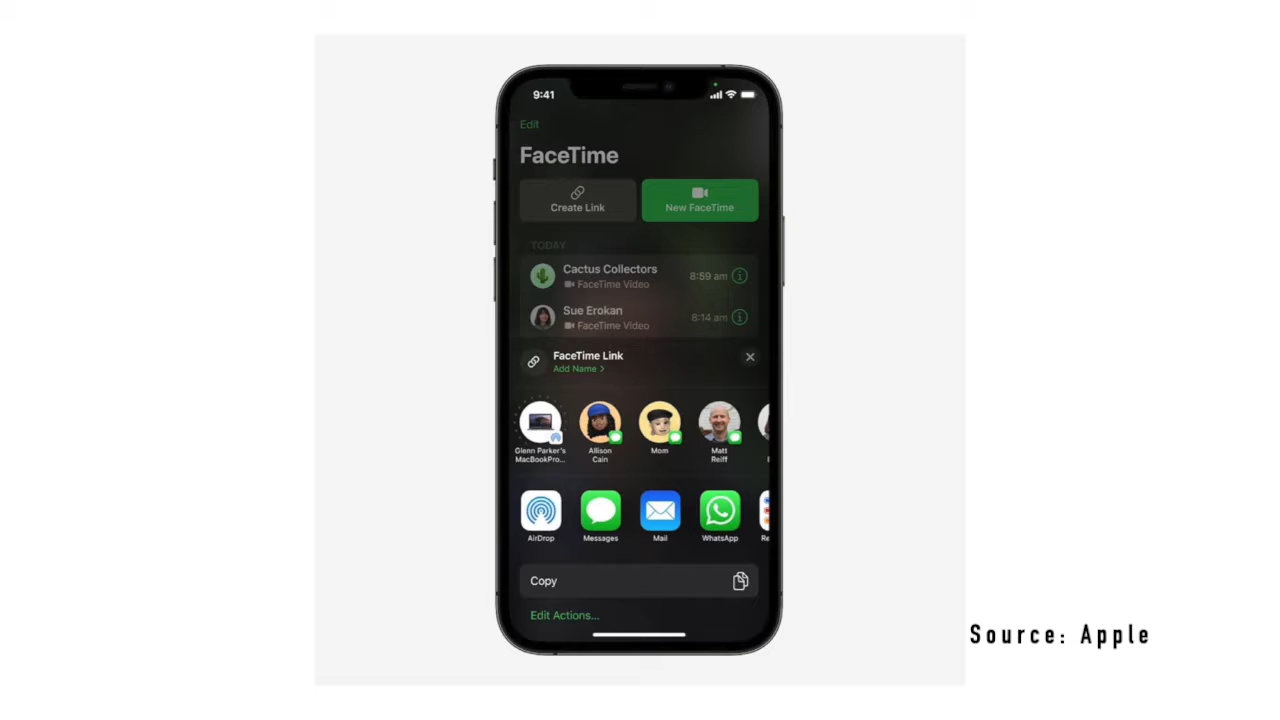 9:41
Edit
FaceTime
Create Link
New FaceTime
TODAY
Cactus Collectors
8:59 am
FaceTime Video
Sue Erokan
8:14 am
FaceTime Video
FaceTime Link
Add Name >
Glenn Parker's
MacBookPro...
Allison
Cain
Mom
Matt
Reiff
AirDrop
Messages
Mail
WhatsApp
Re
Copy
Edit Actions...
Source: Apple